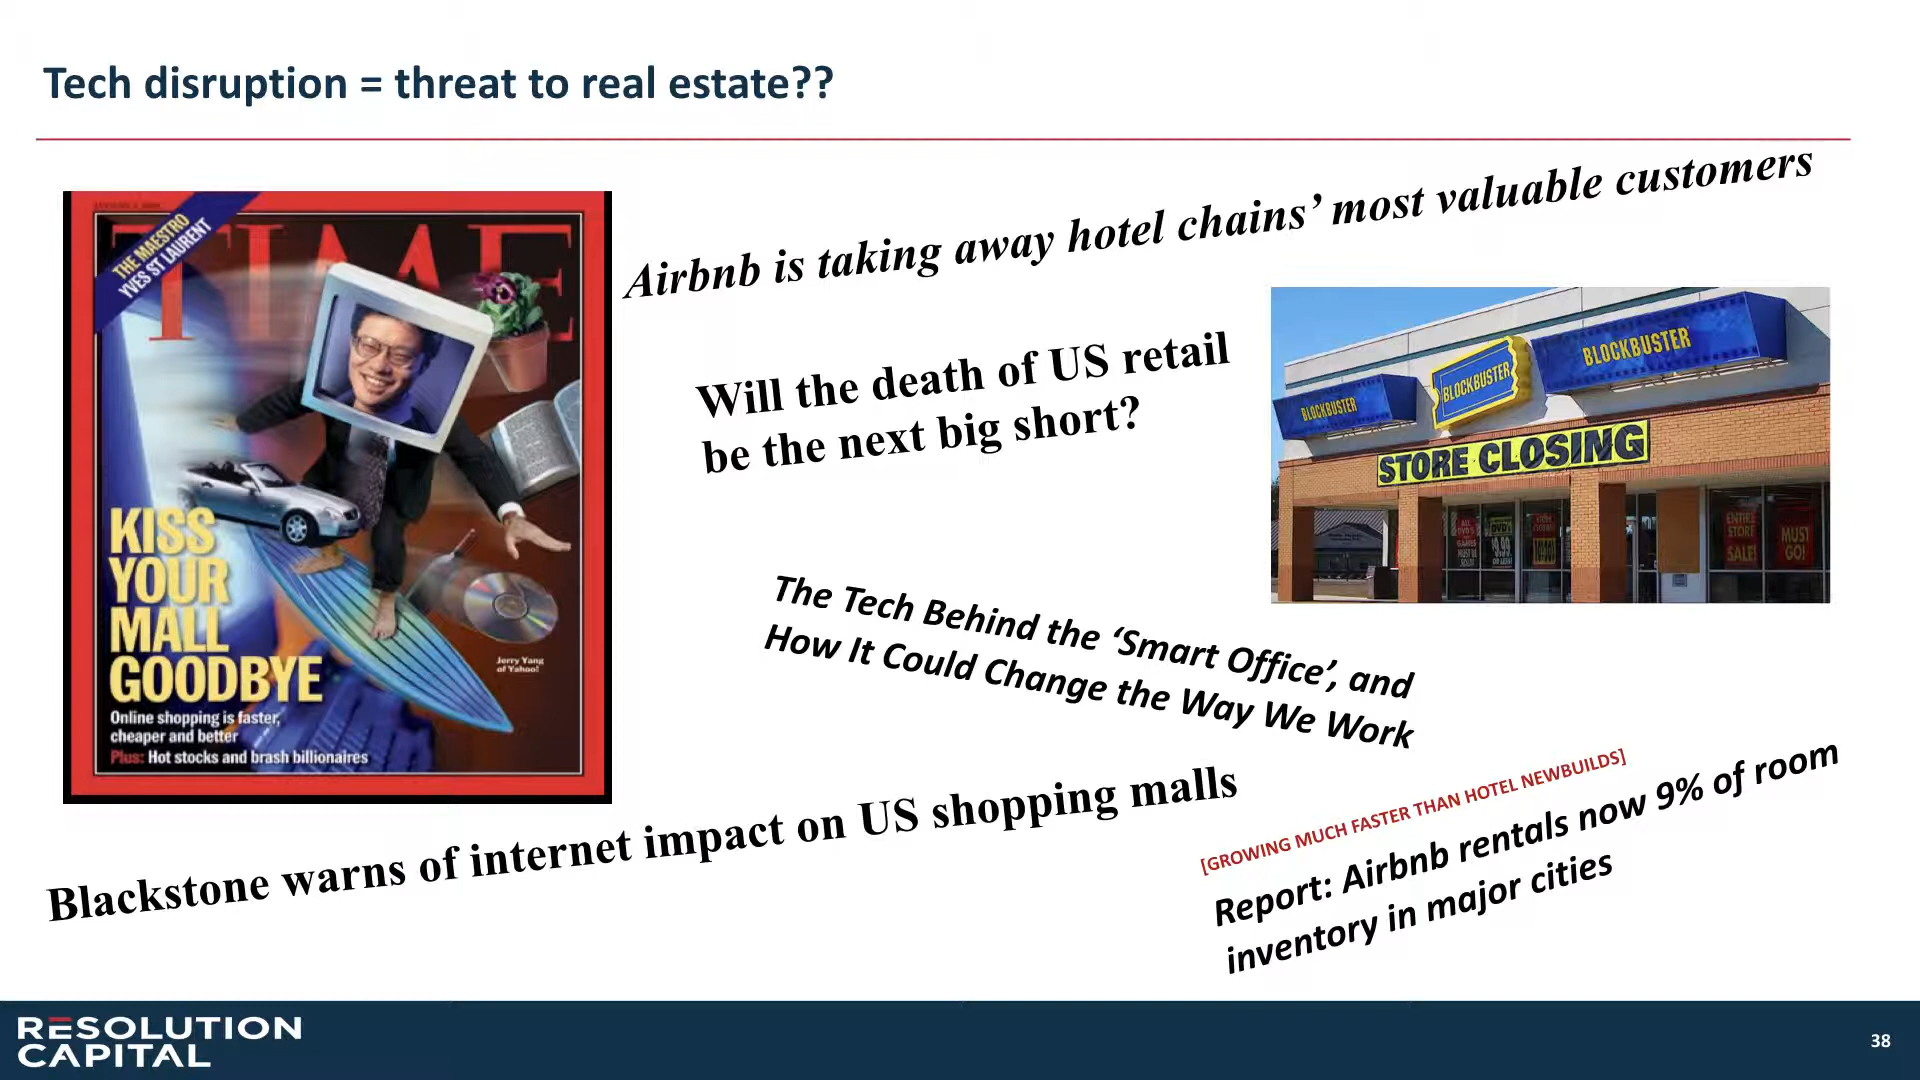 Tech disruption = threat to real estate??
THE MAESTRO
YVES ST LAURENT
TIME
KISS
YOUR
MALL
GOODBYE
Online shopping is faster,
cheaper and better
Plus: Hot stocks and brash billionaires
Jerry Yang
of Yahoo!
Airbnb is taking away hotel chains’ most valuable customers
Will the death of US retail
be the next big short?
BLOCKBUSTER
BLOCKBUSTER
BLOCKBUSTER
STORE CLOSING
ENTIRE
STORE
SALE!
MUST
GO!
The Tech Behind the ‘Smart Office’, and
How It Could Change the Way We Work
Blackstone warns of internet impact on US shopping malls
[GROWING MUCH FASTER THAN HOTEL NEWBUILDS]
Report: Airbnb rentals now 9% of room
inventory in major cities
RESOLUTION
CAPITAL
38